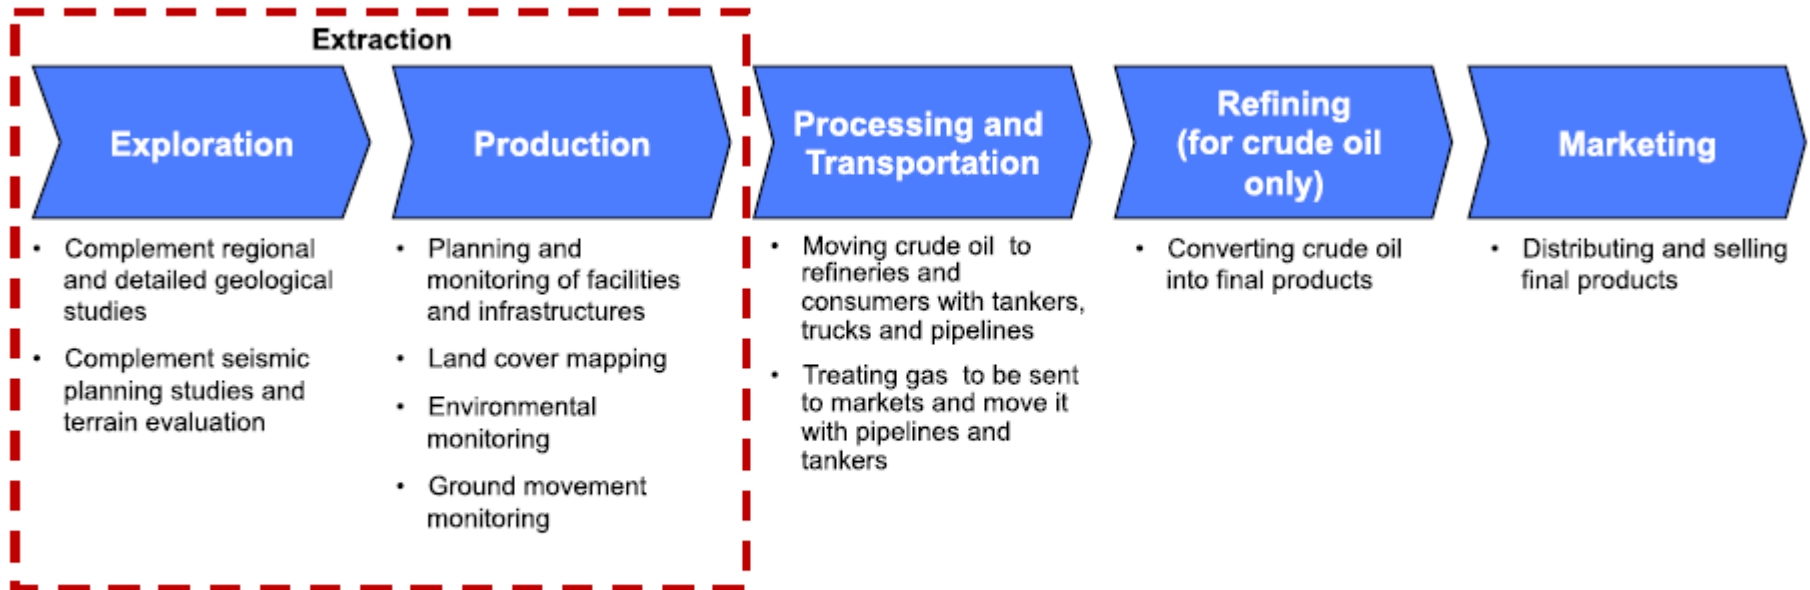 Extraction
Exploration
• Complement regional
and detailed geological
studies
• Complement seismic
planning studies and
terrain evaluation
Production
• Planning and
monitoring of facilities
and infrastructures
• Land cover mapping
• Environmental
monitoring
• Ground movement
monitoring
Processing and
Transportation
• Moving crude oil to
refineries and
consumers with tankers,
trucks and pipelines
• Treating gas to be sent
to markets and move it
with pipelines and
tankers
Refining
(for crude oil
only)
• Converting crude oil
into final products
Marketing
• Distributing and selling
final products